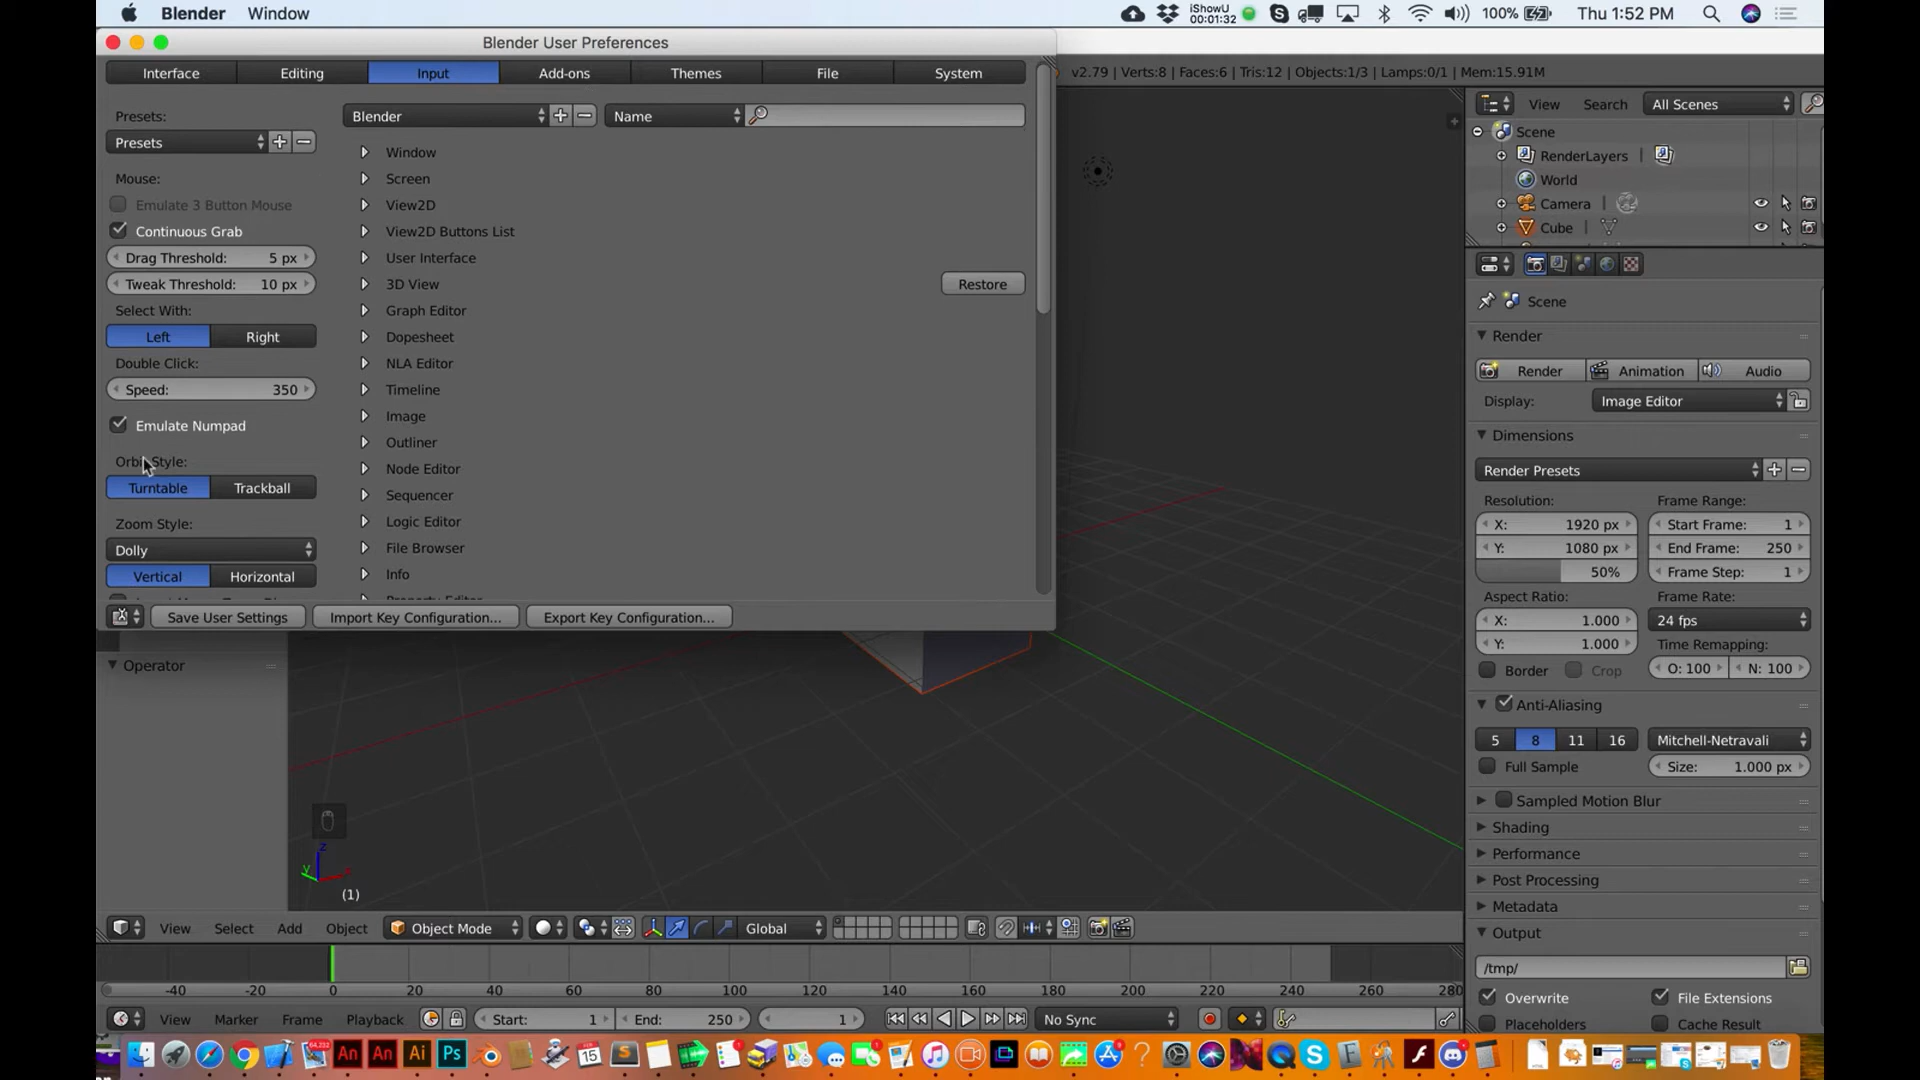 Blender Window iShowU 00:01:32 100% Thu 1:52 PM
Blender User Preferences
Interface Editing Input Add-ons Themes File System
v2.79 | Verts:8 | Faces:6 | Tris:12 | Objects:1/3 | Lamps:0/1 | Mem:15.91M
View Search All Scenes
Presets:
Blender Name
Presets
Window
Mouse:
Screen
Emulate 3 Button Mouse
View2D
Continuous Grab
View2D Buttons List
Drag Threshold: 5 px
User Interface
Tweak Threshold: 10 px
3D View Restore
Select With:
Graph Editor
Left Right
Dopesheet
Double Click:
NLA Editor
Speed: 350
Timeline
Image
Emulate Numpad
Outliner
Orbit Style:
Node Editor
Turntable Trackball
Sequencer
Zoom Style:
Logic Editor
Dolly
File Browser
Vertical Horizontal
Info
Property Editor
Save User Settings Import Key Configuration... Export Key Configuration...
Operator
Scene
RenderLayers
World
Camera
Cube
Scene
Render
Render Animation Audio
Display: Image Editor
Dimensions
Render Presets
Resolution: Frame Range:
X: 1920 px Start Frame: 1
Y: 1080 px End Frame: 250
50% Frame Step: 1
Aspect Ratio: Frame Rate:
X: 1.000 24 fps
Y: 1.000 Time Remapping:
Border Crop O: 100 N: 100
Anti-Aliasing
5 8 11 16 Mitchell-Netravali
Full Sample Size: 1.000 px
Sampled Motion Blur
Shading
Performance
Post Processing
Metadata
Output
/tmp/
Overwrite File Extensions
Placeholders Cache Result
z
y
(1)
View Select Add Object Object Mode Global
-40 -20 0 20 40 60 80 100 120 140 160 180 200 220 240 260 280
View Marker Frame Playback Start: 1 End: 250 1 No Sync
An An Ai Ps 15